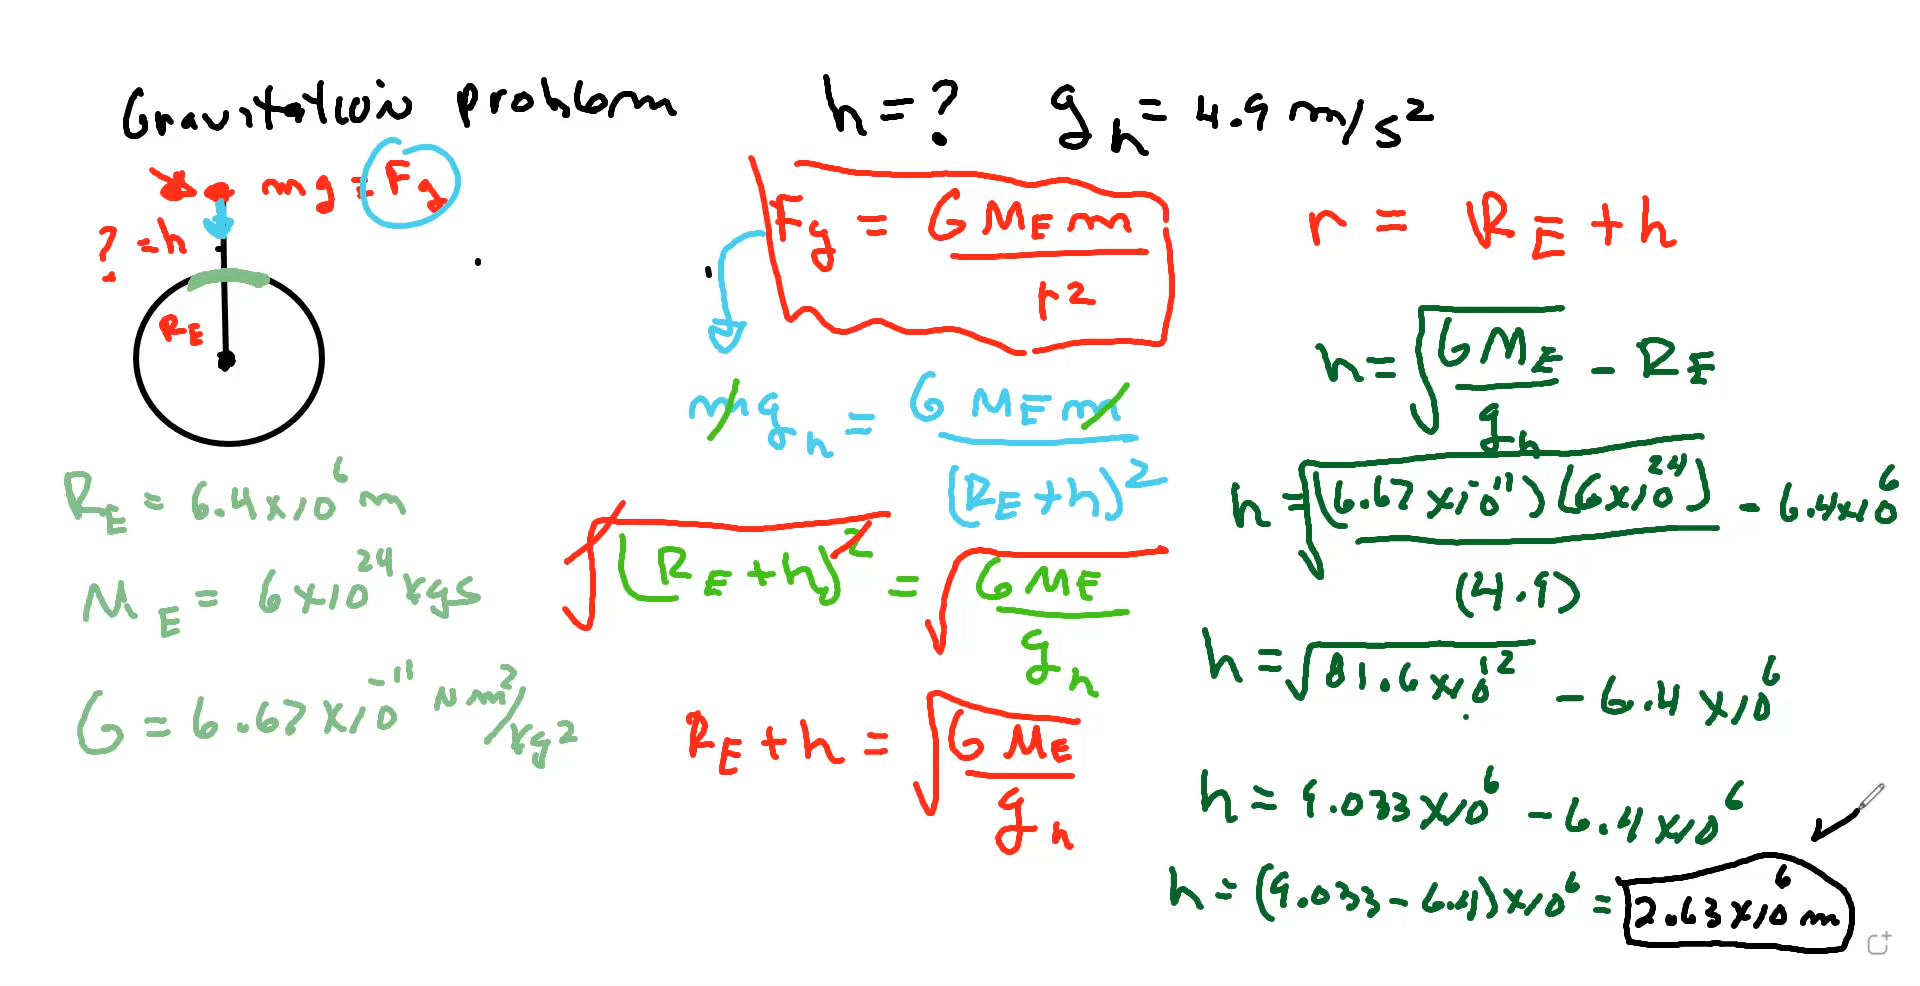 Gravitation problem
h = ? g_h = 4.9 m/s²
mg = Fg
? = h
R_E
R_E = 6.4 x 10⁶ m
M_E = 6 x 10²⁴ kgs
G = 6.67 x 10⁻¹¹ N m²/kg²
Fg = G M_E m / r²
m g_h = G M_E m / (R_E + h)²
√(R_E + h)² = √(G M_E / g_h)
R_E + h = √(G M_E / g_h)
r = R_E + h
h = √(G M_E / g_h) - R_E
h = √((6.67 x 10⁻¹¹)(6 x 10²⁴) / (4.9)) - 6.4 x 10⁶
h = √(81.6 x 10¹²) - 6.4 x 10⁶
h = 9.033 x 10⁶ - 6.4 x 10⁶
h = (9.033 - 6.4) x 10⁶ = 2.63 x 10⁶ m